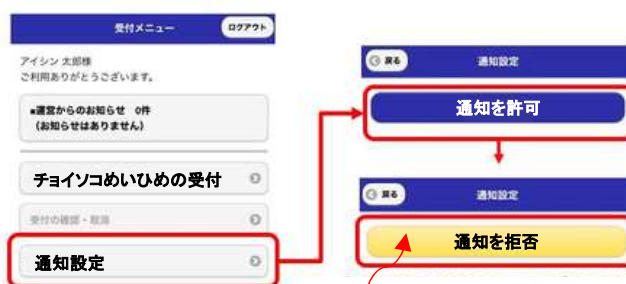 受付メニュー
ログアウト
アイシン 太郎様
ご利用ありがとうございます。
■運営からのお知らせ 0件
(お知らせはありません)
チョイソコめいひめの受付
受付の確認・取消
通知設定
戻る
通知設定
通知を許可
戻る
通知設定
通知を拒否